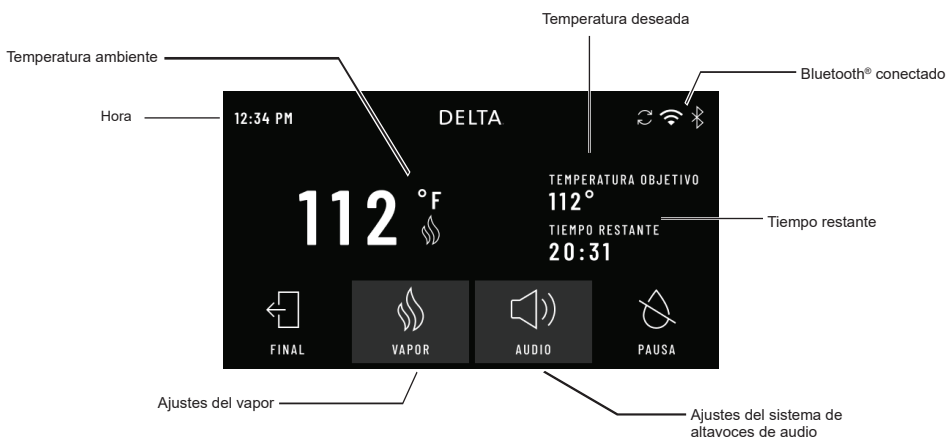 Temperatura deseada
Temperatura ambiente
Bluetooth® conectado
Hora
12:34 PM
DELTA
112 °F
TEMPERATURA OBJETIVO
112°
TIEMPO RESTANTE
20:31
Tiempo restante
FINAL
VAPOR
AUDIO
PAUSA
Ajustes del vapor
Ajustes del sistema de
altavoces de audio